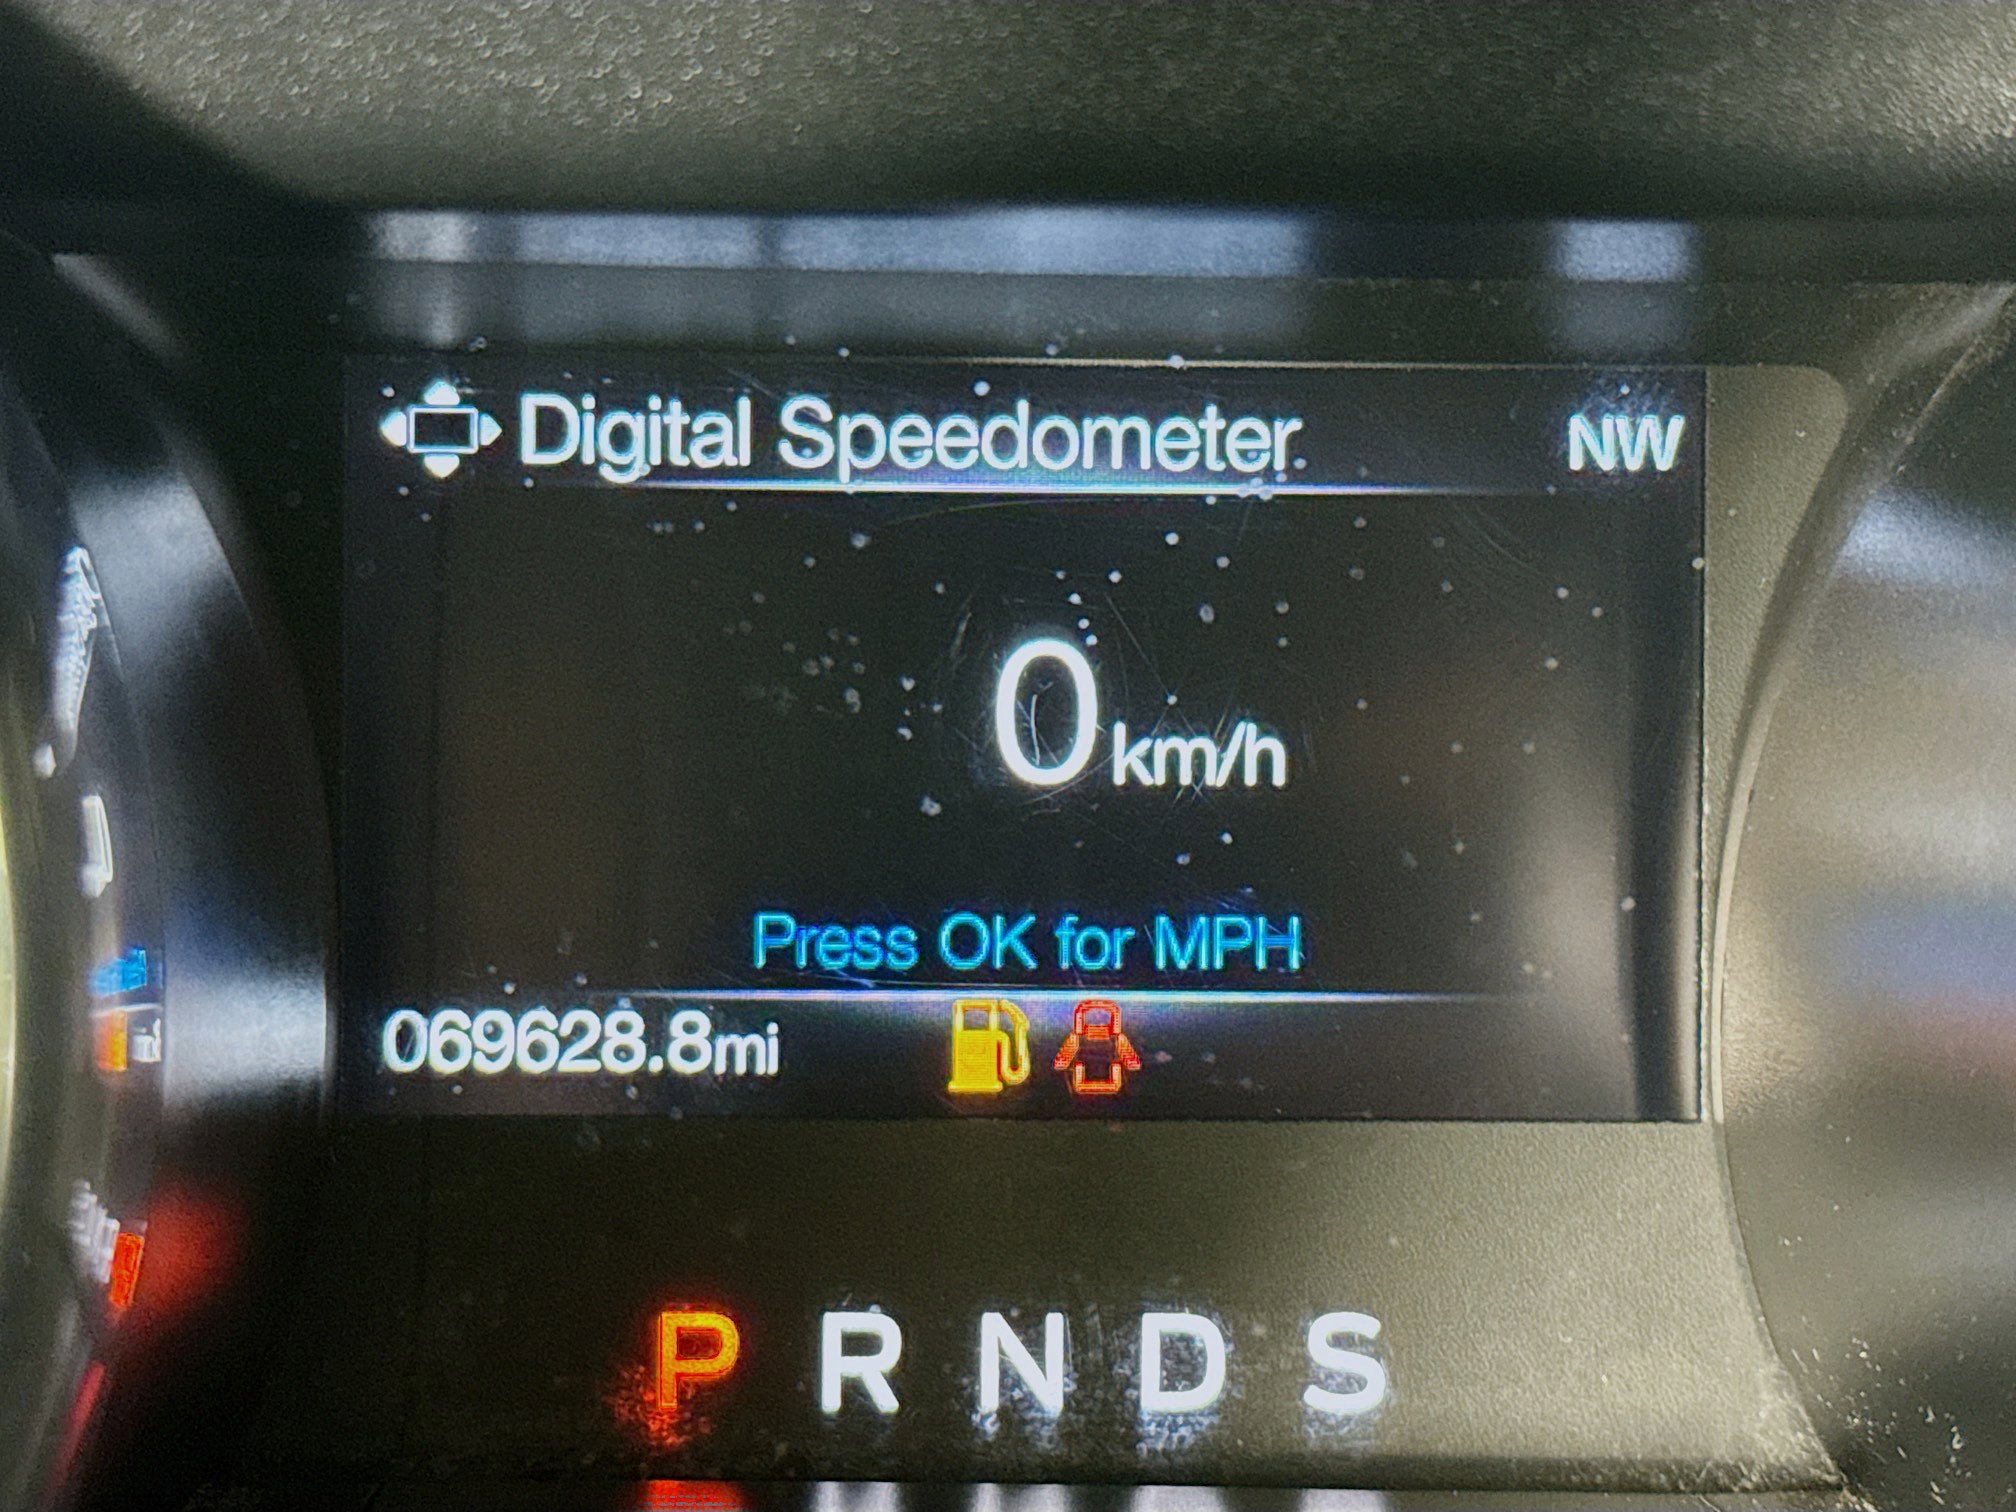 Digital Speedometer NW
0 km/h
Press OK for MPH
069628.8mi
P R N D S